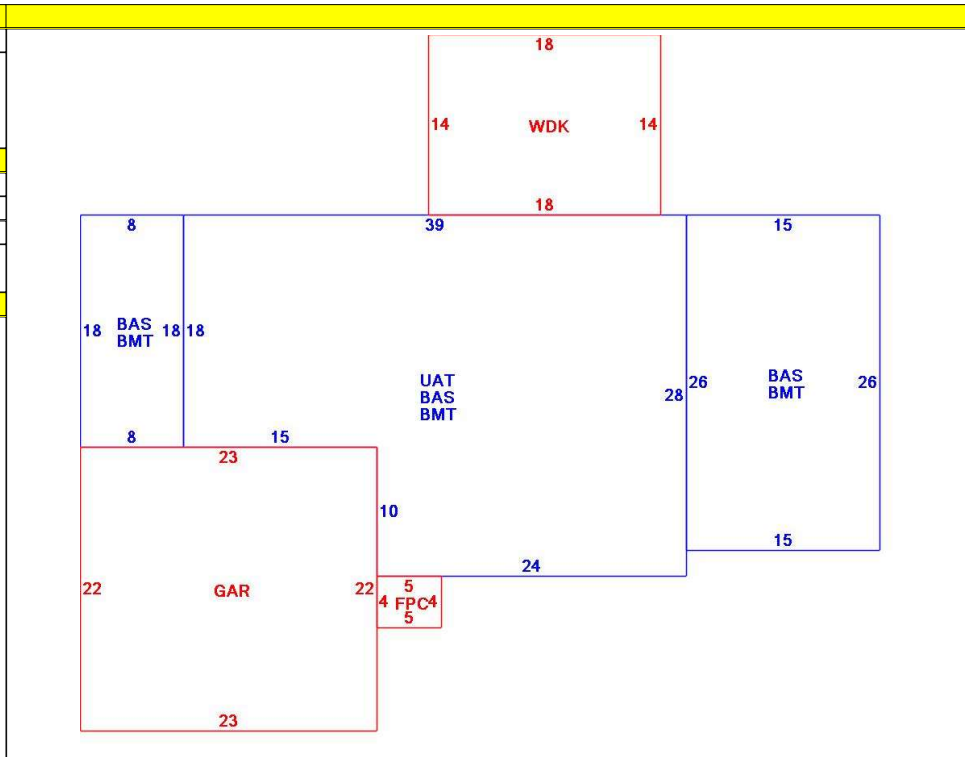 18
14 WDK 14
18
8 39 15
18 BAS 18 18
BMT
UAT
BAS
BMT
28 26 BAS 26
BMT
8 15
23
10
15
24
22 GAR 22
5
4 FPC 4
5
23